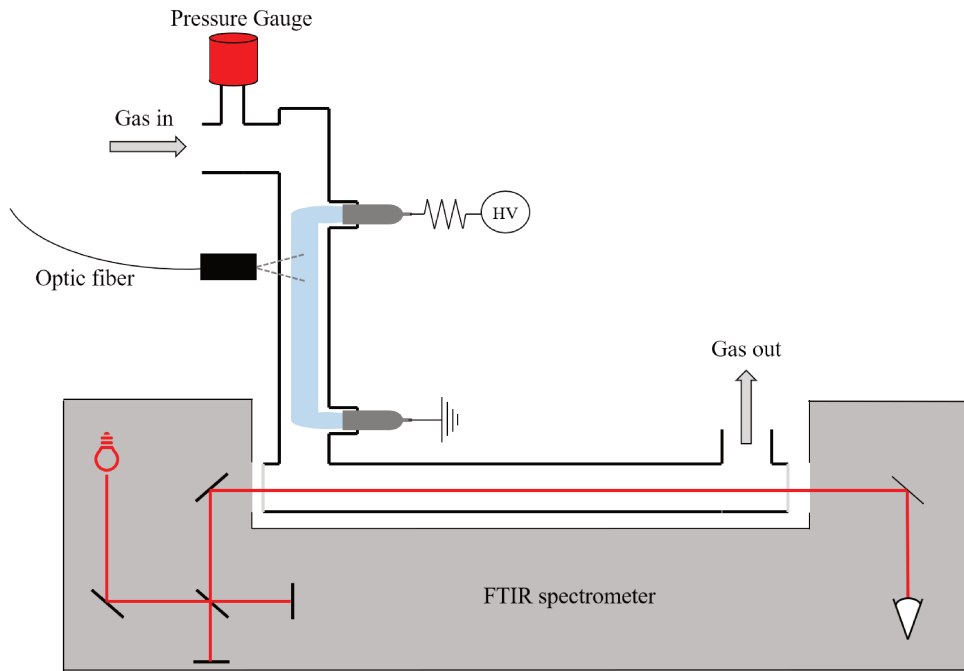 Pressure Gauge
Gas in
HV
Optic fiber
Gas out
FTIR spectrometer